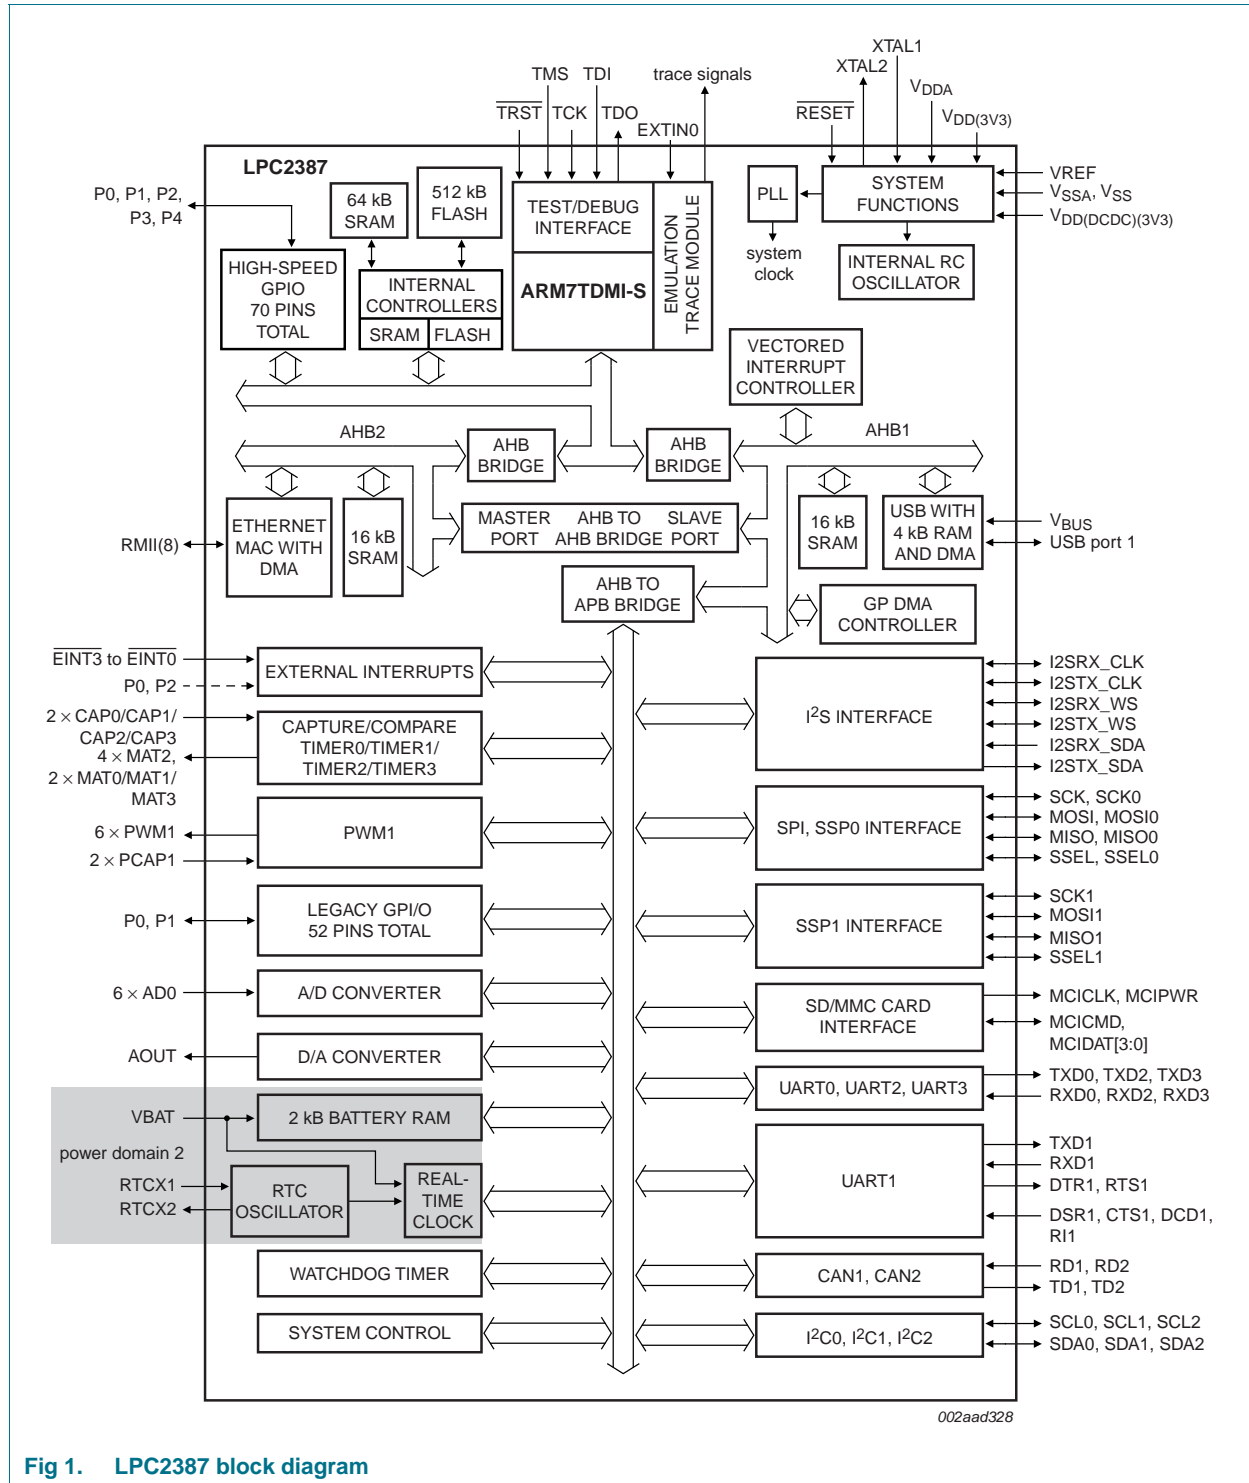 XTAL1
XTAL2
TMS TDI
trace signals
VDDA
TRST TCK TDO
RESET
VDD(3V3)
EXTIN0
LPC2387
P0, P1, P2,
P3, P4
64 kB
SRAM
512 kB
FLASH
TEST/DEBUG
INTERFACE
EMULATION
TRACE MODULE
PLL
SYSTEM
FUNCTIONS
VREF
VSSA, VSS
VDD(DCDC)(3V3)
system
clock
HIGH-SPEED
GPIO
70 PINS
TOTAL
INTERNAL
CONTROLLERS
SRAM FLASH
ARM7TDMI-S
INTERNAL RC
OSCILLATOR
VECTORED
INTERRUPT
CONTROLLER
AHB2
AHB
BRIDGE
AHB
BRIDGE
AHB1
RMII(8)
ETHERNET
MAC WITH
DMA
16 kB
SRAM
MASTER
PORT
AHB TO
AHB BRIDGE
SLAVE
PORT
16 kB
SRAM
USB WITH
4 kB RAM
AND DMA
VBUS
USB port 1
AHB TO
APB BRIDGE
GP DMA
CONTROLLER
EINT3 to EINT0
P0, P2
EXTERNAL INTERRUPTS
2 × CAP0/CAP1/
CAP2/CAP3
4 × MAT2,
2 × MAT0/MAT1/
MAT3
CAPTURE/COMPARE
TIMER0/TIMER1/
TIMER2/TIMER3
6 × PWM1
2 × PCAP1
PWM1
P0, P1
LEGACY GPI/O
52 PINS TOTAL
6 × AD0
A/D CONVERTER
AOUT
D/A CONVERTER
VBAT
2 kB BATTERY RAM
power domain 2
RTCX1
RTCX2
RTC
OSCILLATOR
REAL-
TIME
CLOCK
WATCHDOG TIMER
SYSTEM CONTROL
I²S INTERFACE
I2SRX_CLK
I2STX_CLK
I2SRX_WS
I2STX_WS
I2SRX_SDA
I2STX_SDA
SPI, SSP0 INTERFACE
SCK, SCK0
MOSI, MOSI0
MISO, MISO0
SSEL, SSEL0
SSP1 INTERFACE
SCK1
MOSI1
MISO1
SSEL1
SD/MMC CARD
INTERFACE
MCICLK, MCIPWR
MCICMD,
MCIDAT[3:0]
UART0, UART2, UART3
TXD0, TXD2, TXD3
RXD0, RXD2, RXD3
UART1
TXD1
RXD1
DTR1, RTS1
DSR1, CTS1, DCD1,
RI1
CAN1, CAN2
RD1, RD2
TD1, TD2
I²C0, I²C1, I²C2
SCL0, SCL1, SCL2
SDA0, SDA1, SDA2
002aad328
Fig 1. LPC2387 block diagram